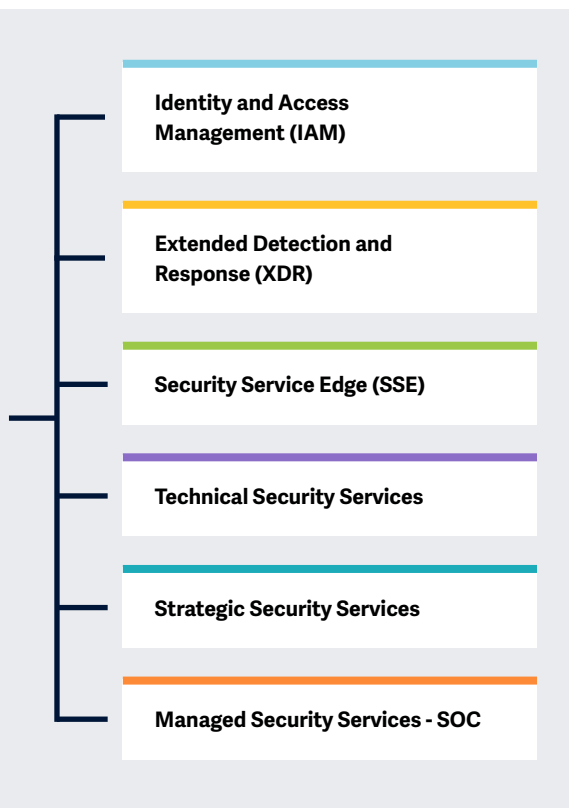 Identity and Access
Management (IAM)
Extended Detection and
Response (XDR)
Security Service Edge (SSE)
Technical Security Services
Strategic Security Services
Managed Security Services - SOC